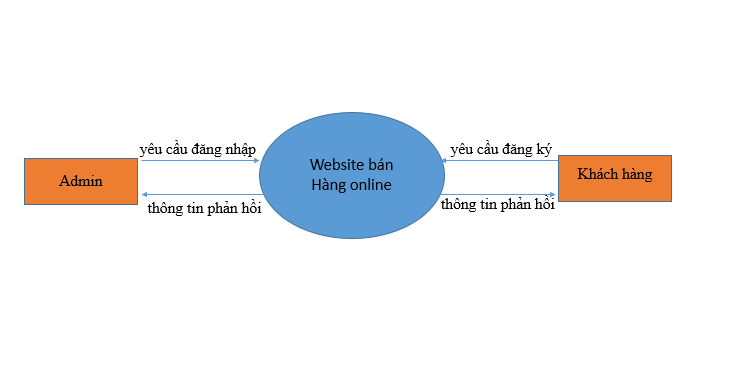 yêu cầu đăng nhập
yêu cầu đăng ký
Admin
Website bán
Hàng online
Khách hàng
thông tin phản hồi
thông tin phản hồi